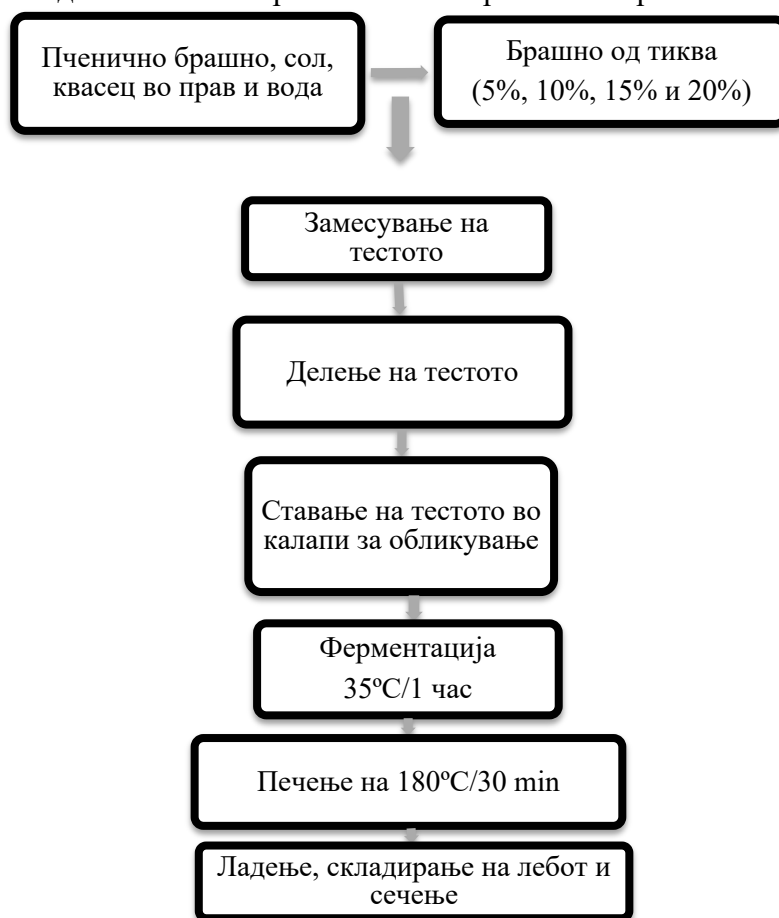 Пченично брашно, сол,
квасец во прав и вода
Брашно од тиква
(5%, 10%, 15% и 20%)
Замесување на
тестото
Делење на тестото
Ставање на тестото во
калапи за обликување
Ферментација
35ºC/1 час
Печење на 180ºC/30 min
Ладење, складирање на лебот и
сечење